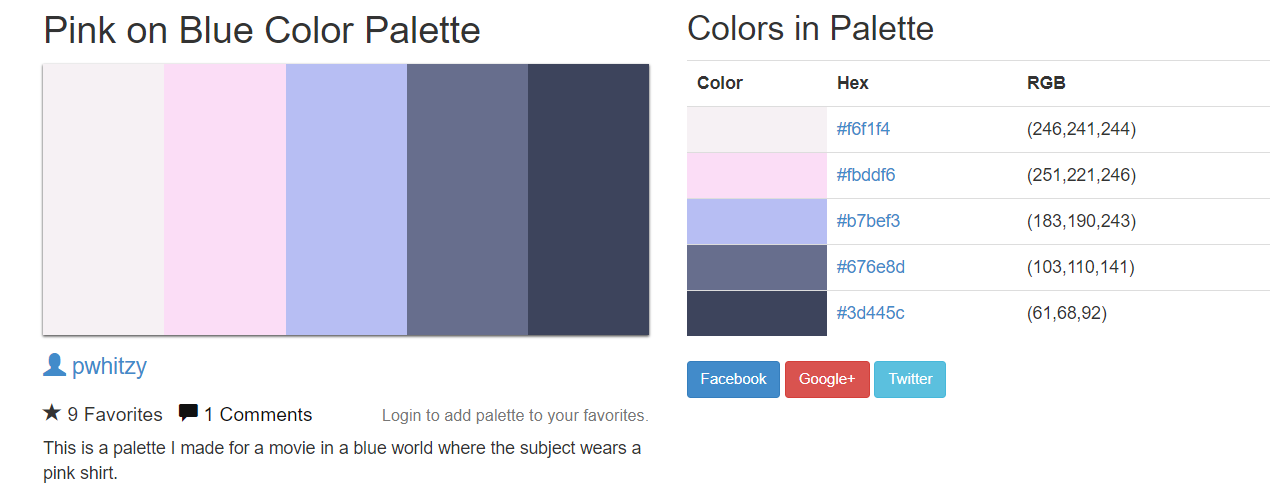 Pink on Blue Color Palette
pwhitzy
9 Favorites 1 Comments Login to add palette to your favorites.
This is a palette I made for a movie in a blue world where the subject wears a
pink shirt.
Colors in Palette
Color Hex RGB
#f6f1f4 (246,241,244)
#fbddf6 (251,221,246)
#b7bef3 (183,190,243)
#676e8d (103,110,141)
#3d445c (61,68,92)
Facebook Google+ Twitter